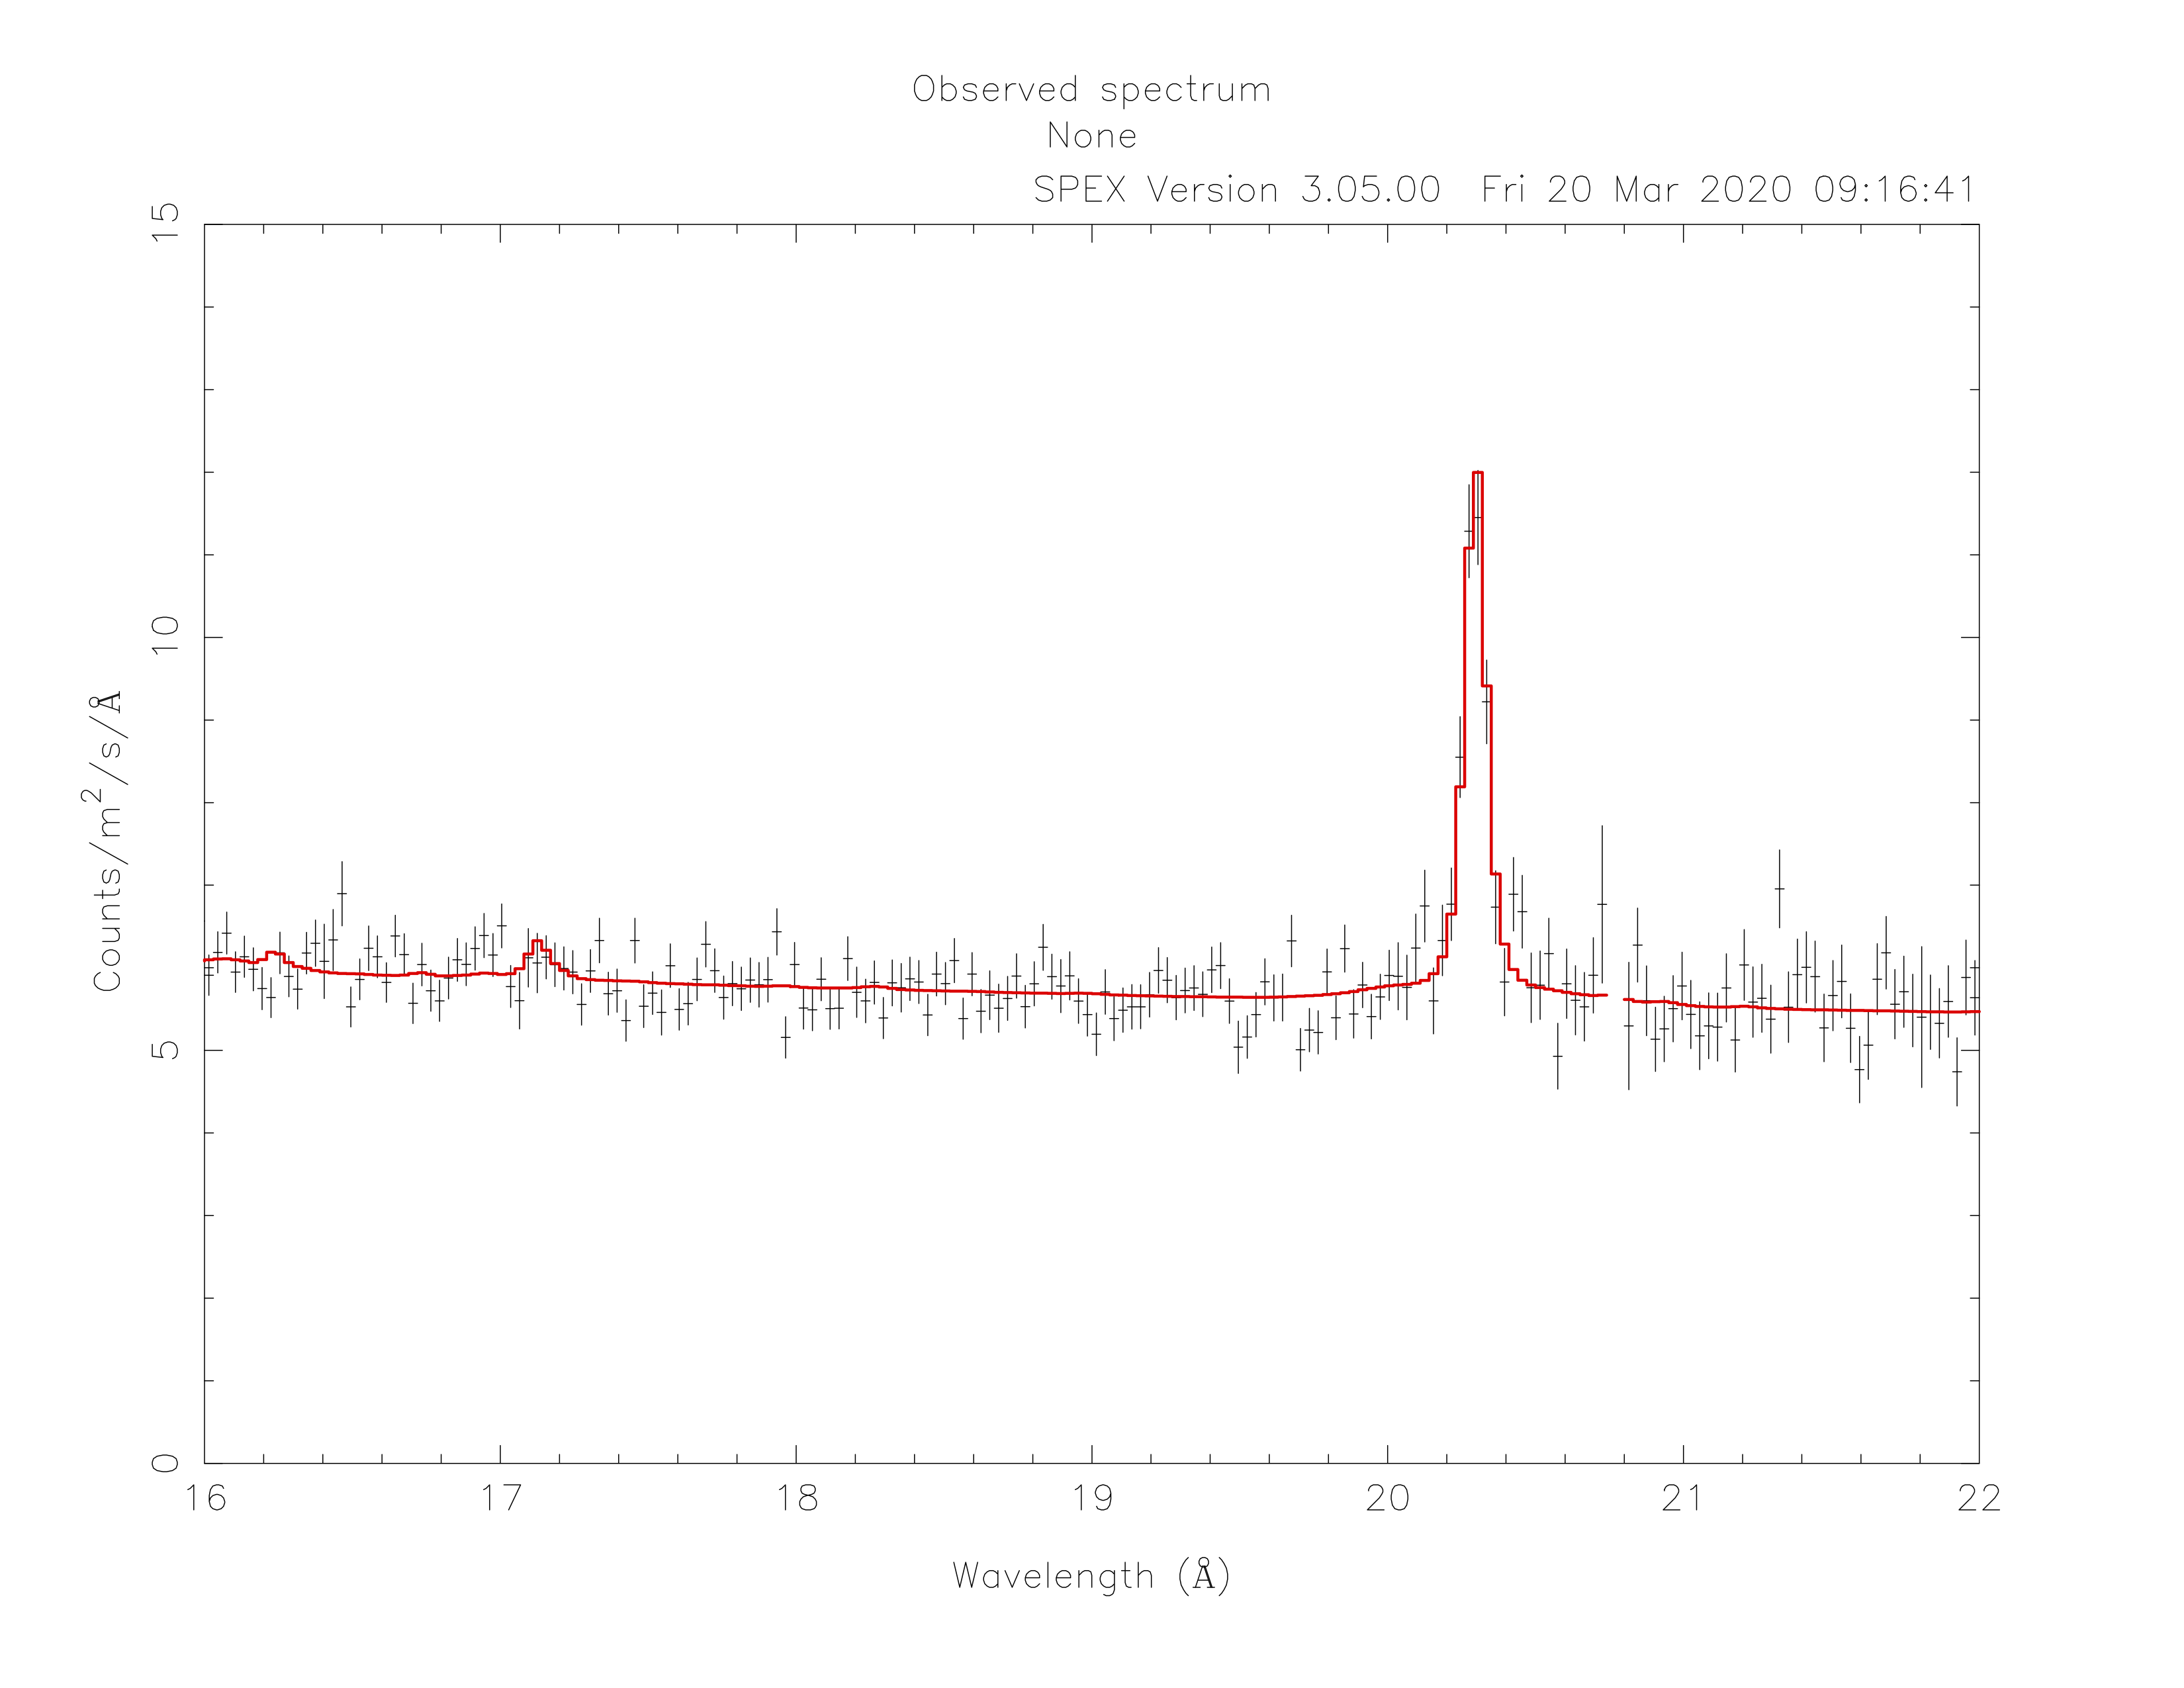 Observed spectrum
None
SPEX Version 3.05.00 Fri 20 Mar 2020 09:16:41
15
10
5
0
Counts/m²/s/Å
16 17 18 19 20 21 22
Wavelength (Å)